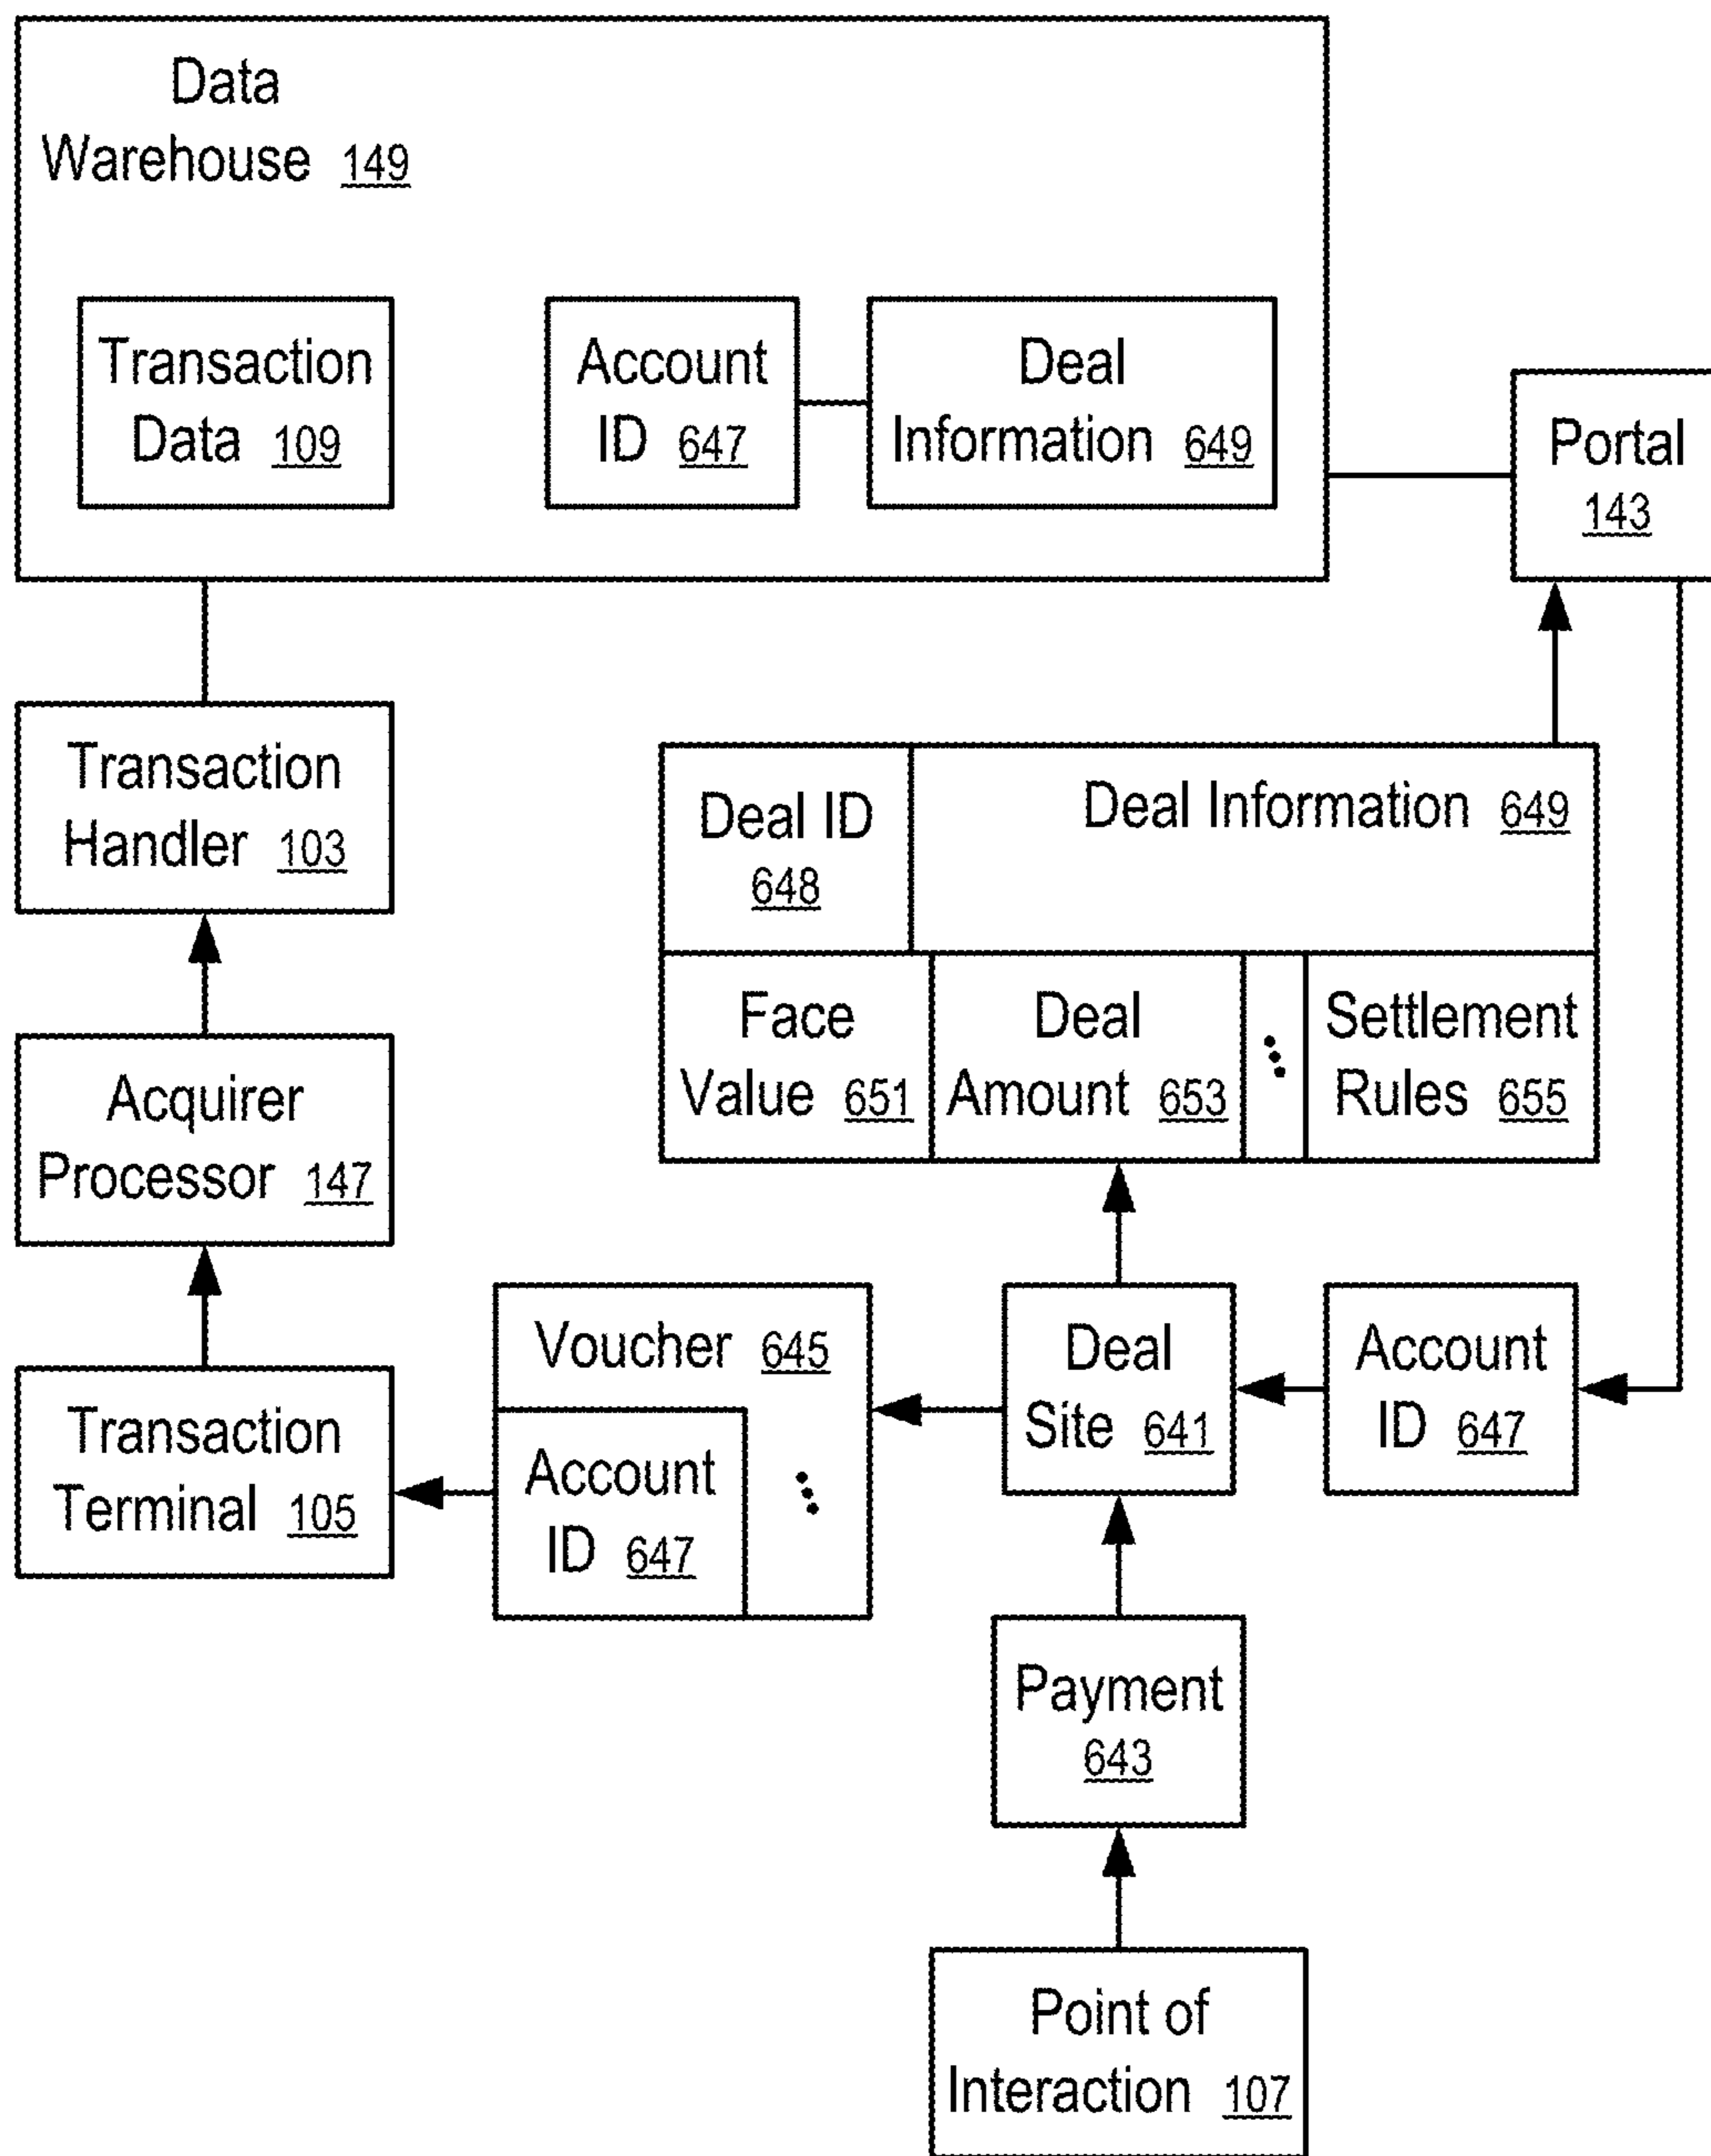 Data
Warehouse 149
Transaction
Data 109
Account
ID 647
Deal
Information 649
Portal
143
Transaction
Handler 103
Deal ID
648
Deal Information 649
Face
Value 651
Deal
Amount 653
Settlement
Rules 655
Acquirer
Processor 147
Transaction
Terminal 105
Voucher 645
Account
ID 647
Deal
Site 641
Account
ID 647
Payment
643
Point of
Interaction 107